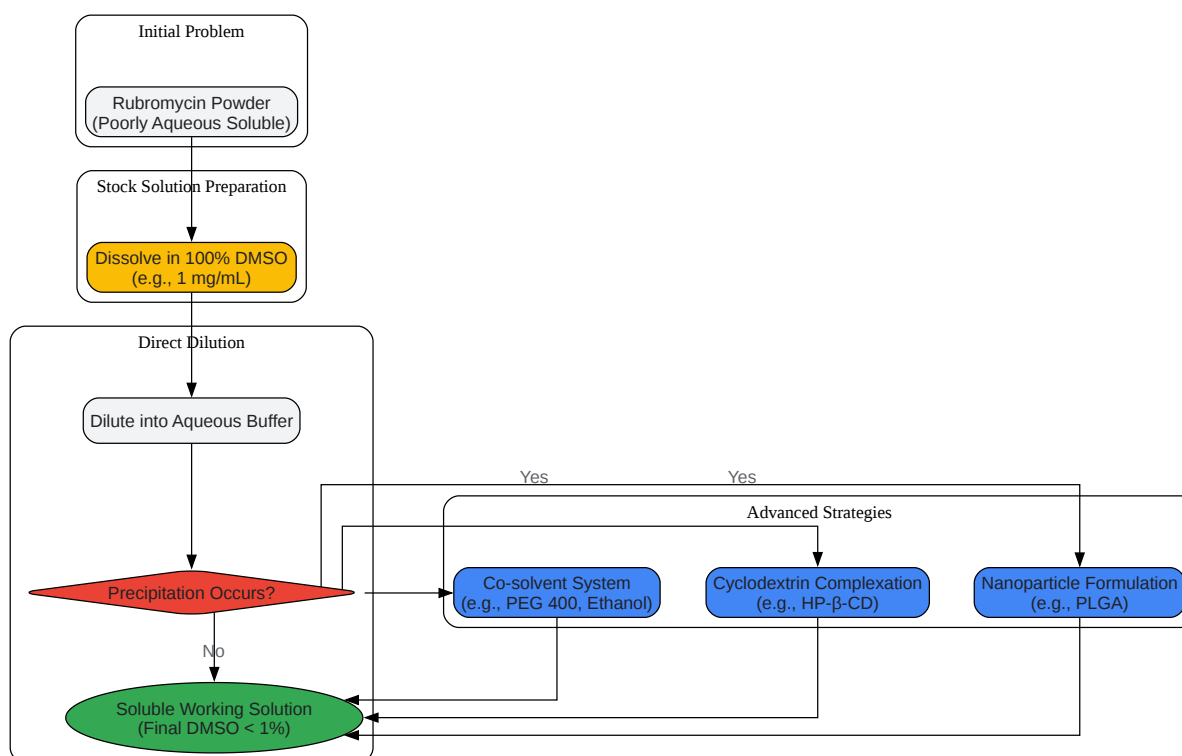 Initial Problem
Rubromycin Powder
(Poorly Aqueous Soluble)
Stock Solution Preparation
Dissolve in 100% DMSO
(e.g., 1 mg/mL)
Direct Dilution
Dilute into Aqueous Buffer
Yes
Yes
Advanced Strategies
Precipitation Occurs?
Co-solvent System
(e.g., PEG 400, Ethanol)
Cyclodextrin Complexation
(e.g., HP-β-CD)
Nanoparticle Formulation
(e.g., PLGA)
No
Soluble Working Solution
(Final DMSO < 1%)